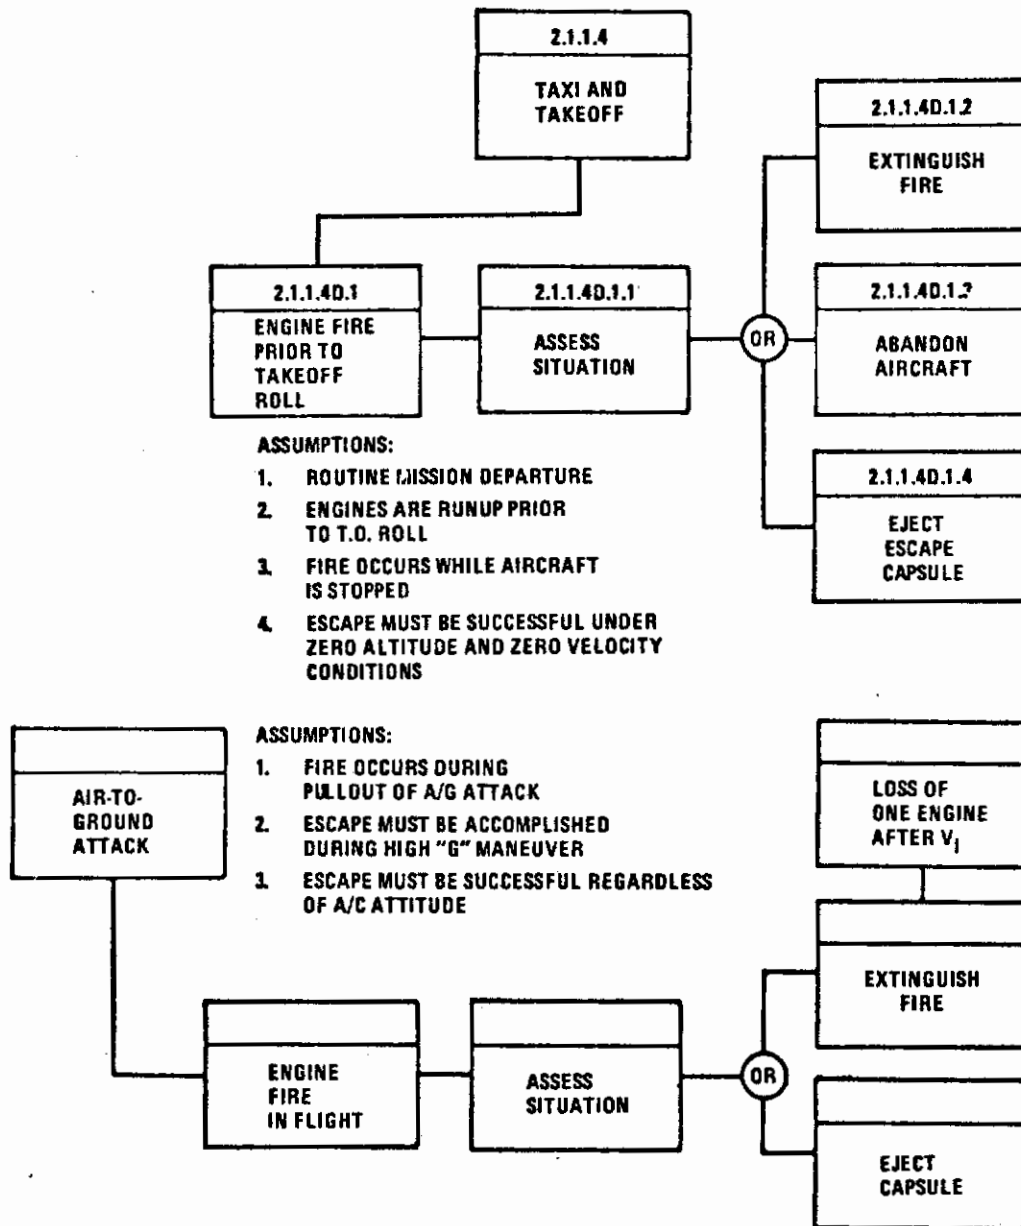 2.1.1.4
TAXI AND
TAKEOFF
2.1.1.4D.1
ENGINE FIRE
PRIOR TO
TAKEOFF
ROLL
2.1.1.4D.1.1
ASSESS
SITUATION
OR
2.1.1.4D.1.2
EXTINGUISH
FIRE
2.1.1.4D.1.?
ABANDON
AIRCRAFT
2.1.1.4D.1.4
EJECT
ESCAPE
CAPSULE
ASSUMPTIONS:
1. ROUTINE MISSION DEPARTURE
2. ENGINES ARE RUNUP PRIOR
TO T.O. ROLL
3. FIRE OCCURS WHILE AIRCRAFT
IS STOPPED
4. ESCAPE MUST BE SUCCESSFUL UNDER
ZERO ALTITUDE AND ZERO VELOCITY
CONDITIONS
AIR-TO-
GROUND
ATTACK
ASSUMPTIONS:
1. FIRE OCCURS DURING
PULLOUT OF A/G ATTACK
2. ESCAPE MUST BE ACCOMPLISHED
DURING HIGH "G" MANEUVER
3. ESCAPE MUST BE SUCCESSFUL REGARDLESS
OF A/C ATTITUDE
ENGINE
FIRE
IN FLIGHT
ASSESS
SITUATION
OR
LOSS OF
ONE ENGINE
AFTER V1
EXTINGUISH
FIRE
EJECT
CAPSULE